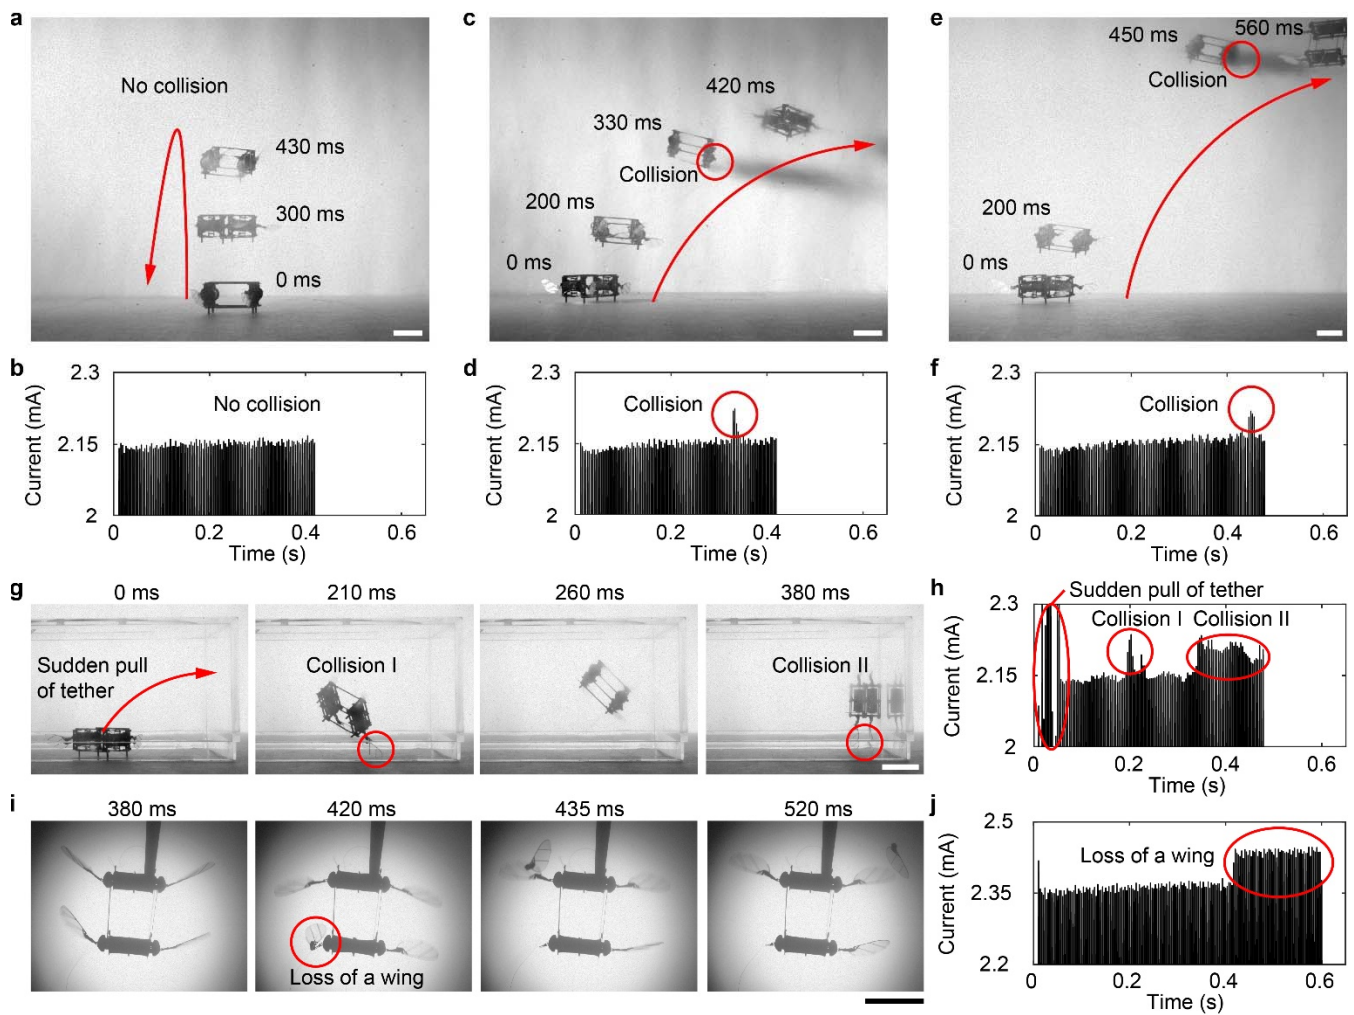 a
No collision
430 ms
300 ms
0 ms
c
420 ms
330 ms
Collision
200 ms
0 ms
e
450 ms
560 ms
Collision
200 ms
0 ms
b
2.3
2.15
2
Current (mA)
No collision
0
0.2
0.4
0.6
Time (s)
d
2.3
2.15
2
Current (mA)
Collision
0
0.2
0.4
0.6
Time (s)
f
2.3
2.15
2
Current (mA)
Collision
0
0.2
0.4
0.6
Time (s)
g
0 ms
210 ms
260 ms
380 ms
Sudden pull
of tether
Collision I
Collision II
h
Sudden pull of tether
Collision I
Collision II
2.3
2.15
2
Current (mA)
0
0.2
0.4
0.6
Time (s)
i
380 ms
420 ms
435 ms
520 ms
Loss of a wing
j
2.5
2.35
2.2
Current (mA)
Loss of a wing
0
0.2
0.4
0.6
Time (s)